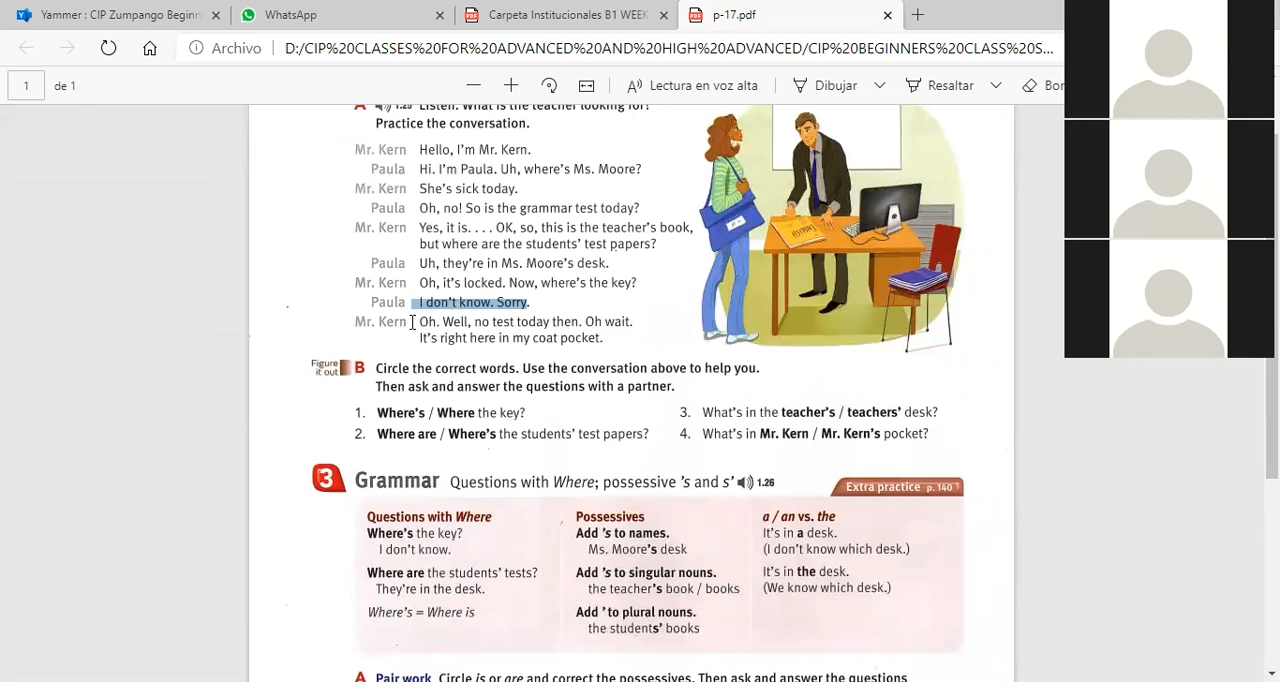 Yammer : CIP Zumpango Beginn
WhatsApp
Carpeta Institucionales B1 WEEK
p-17.pdf
Archivo
D:/CIP%20CLASSES%20FOR%20ADVANCED%20AND%20HIGH%20ADVANCED/CIP%20BEGINNERS%20CLASS%20S...
1 de 1
Lectura en voz alta
Dibujar
Resaltar
Bor
A 1.25 Listen. What is the teacher looking for?
Practice the conversation.
Mr. Kern Hello, I'm Mr. Kern.
Paula Hi. I'm Paula. Uh, where's Ms. Moore?
Mr. Kern She's sick today.
Paula Oh, no! So is the grammar test today?
Mr. Kern Yes, it is. . . . OK, so, this is the teacher's book,
but where are the students' test papers?
Paula Uh, they're in Ms. Moore's desk.
Mr. Kern Oh, it's locked. Now, where's the key?
Paula I don't know. Sorry.
Mr. Kern Oh. Well, no test today then. Oh wait.
It's right here in my coat pocket.
Figure it out B Circle the correct words. Use the conversation above to help you.
Then ask and answer the questions with a partner.
1. Where's / Where the key?
2. Where are / Where's the students' test papers?
3. What's in the teacher's / teachers' desk?
4. What's in Mr. Kern / Mr. Kern's pocket?
3 Grammar Questions with Where; possessive 's and s' 1.26
Extra practice p. 140
Questions with Where
Where's the key?
I don't know.
Where are the students' tests?
They're in the desk.
Where's = Where is
Possessives
Add 's to names.
Ms. Moore's desk
Add 's to singular nouns.
the teacher's book / books
Add ' to plural nouns.
the students' books
a / an vs. the
It's in a desk.
(I don't know which desk.)
It's in the desk.
(We know which desk.)
A Pair work Circle is or are and correct the possessives. Then ask and answer the questions